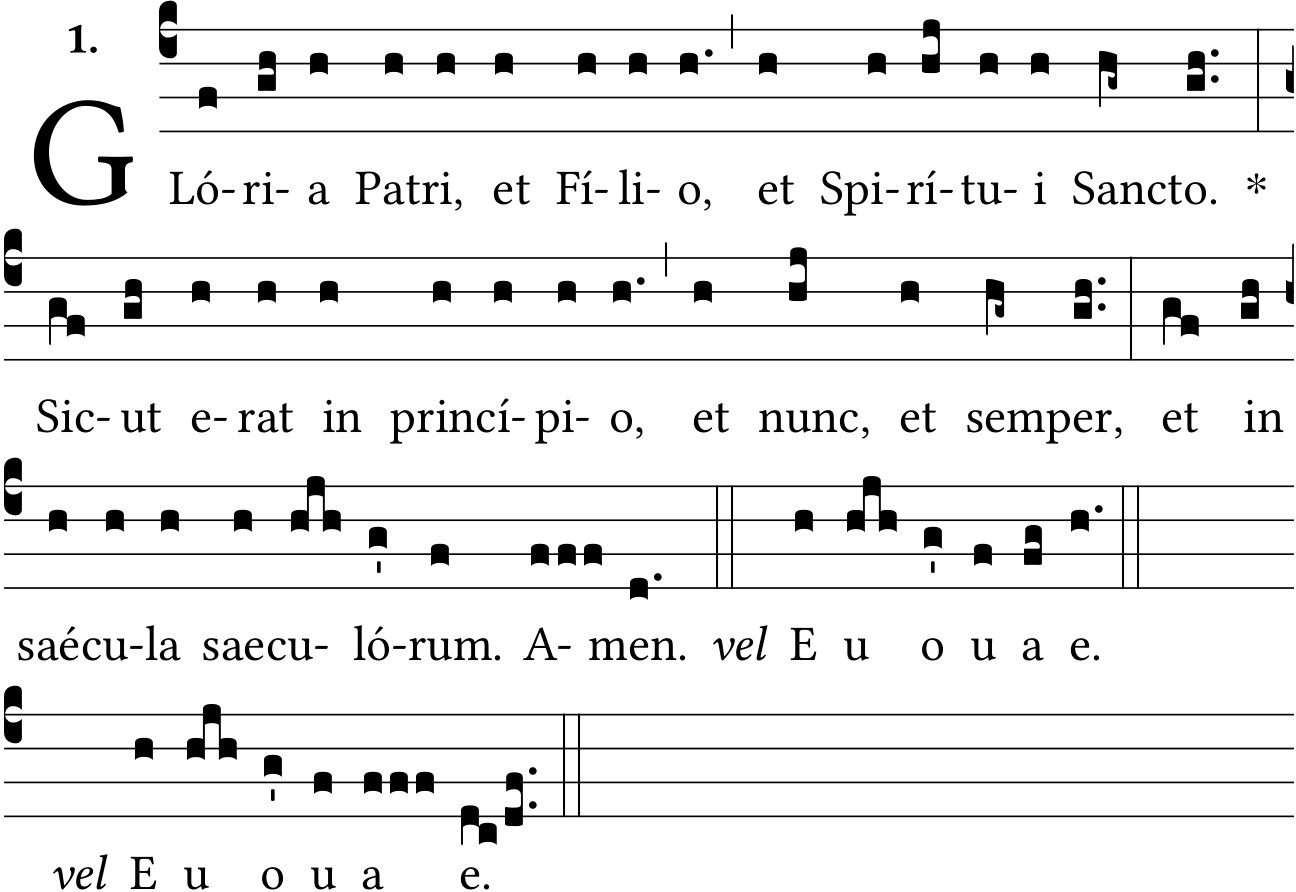 1.
GLó-ri- a Patri, et Fí-li- o, et Spi-rí-tu- i Sancto. *
Sic-ut e-rat in princí-pi- o, et nunc, et semper, et in
saécu-la saecu- ló-rum. A- men. vel E u o u a e.
vel E u o u a e.